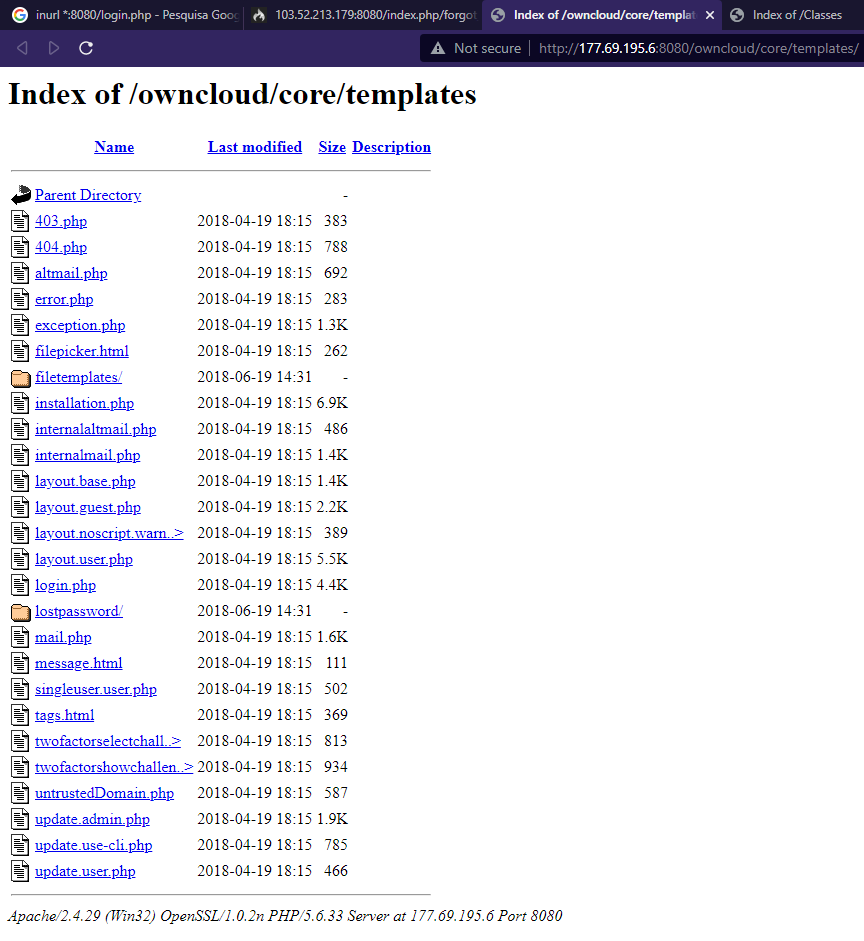 inurl *:8080/login.php - Pesquisa Goog
103.52.213.179:8080/index.php/forgot
Index of /owncloud/core/templat
Index of /Classes
Not secure
http://177.69.195.6:8080/owncloud/core/templates/
Index of /owncloud/core/templates
Name Last modified Size Description
Parent Directory -
403.php 2018-04-19 18:15 383
404.php 2018-04-19 18:15 788
altmail.php 2018-04-19 18:15 692
error.php 2018-04-19 18:15 283
exception.php 2018-04-19 18:15 1.3K
filepicker.html 2018-04-19 18:15 262
filetemplates/ 2018-06-19 14:31 -
installation.php 2018-04-19 18:15 6.9K
internalaltmail.php 2018-04-19 18:15 486
internalmail.php 2018-04-19 18:15 1.4K
layout.base.php 2018-04-19 18:15 1.4K
layout.guest.php 2018-04-19 18:15 2.2K
layout.noscript.warn..> 2018-04-19 18:15 389
layout.user.php 2018-04-19 18:15 5.5K
login.php 2018-04-19 18:15 4.4K
lostpassword/ 2018-06-19 14:31 -
mail.php 2018-04-19 18:15 1.6K
message.html 2018-04-19 18:15 111
singleuser.user.php 2018-04-19 18:15 502
tags.html 2018-04-19 18:15 369
twofactorselectchall..> 2018-04-19 18:15 813
twofactorshowchallen..> 2018-04-19 18:15 934
untrustedDomain.php 2018-04-19 18:15 587
update.admin.php 2018-04-19 18:15 1.9K
update.use-cli.php 2018-04-19 18:15 785
update.user.php 2018-04-19 18:15 466
Apache/2.4.29 (Win32) OpenSSL/1.0.2n PHP/5.6.33 Server at 177.69.195.6 Port 8080